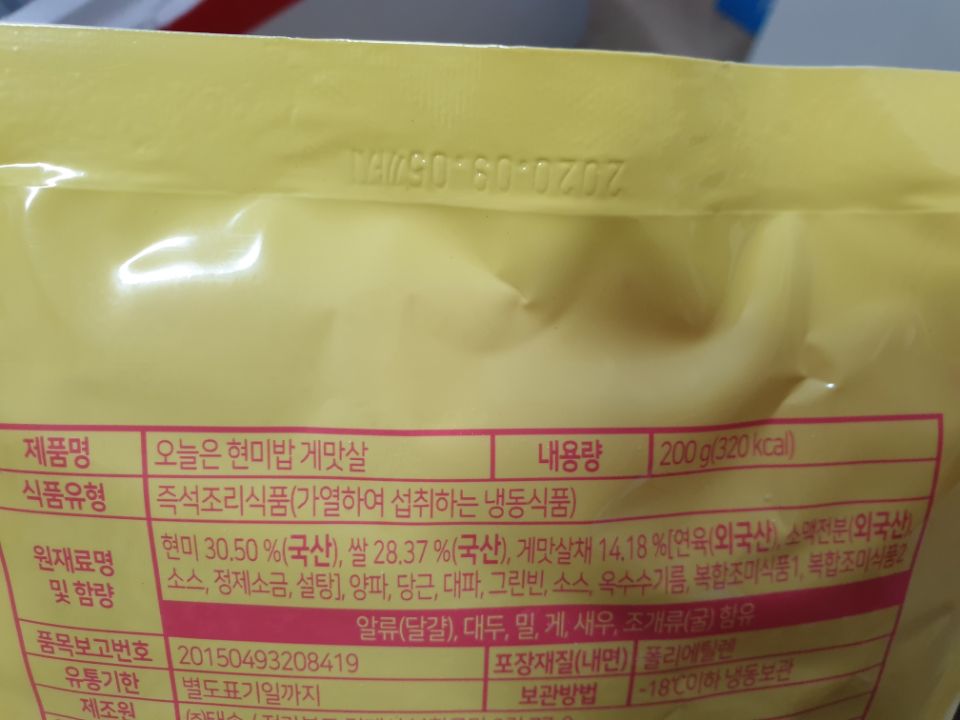 2020.09.05까지
제품명 오늘은 현미밥 게맛살 내용량 200 g(320 kcal)
식품유형 즉석조리식품(가열하여 섭취하는 냉동식품)
원재료명 및 함량
현미 30.50 %(국산), 쌀 28.37 %(국산), 게맛살채 14.18 %[연육(외국산), 소맥전분(외국산),
소스, 정제소금, 설탕], 양파, 당근, 대파, 그린빈, 소스, 옥수수기름, 복합조미식품1, 복합조미식품2
알류(달걀), 대두, 밀, 게, 새우, 조개류(굴) 함유
품목보고번호 20150493208419 포장재질(내면) 폴리에틸렌
유통기한 별도표기일까지 보관방법 -18℃이하 냉동보관
제조원